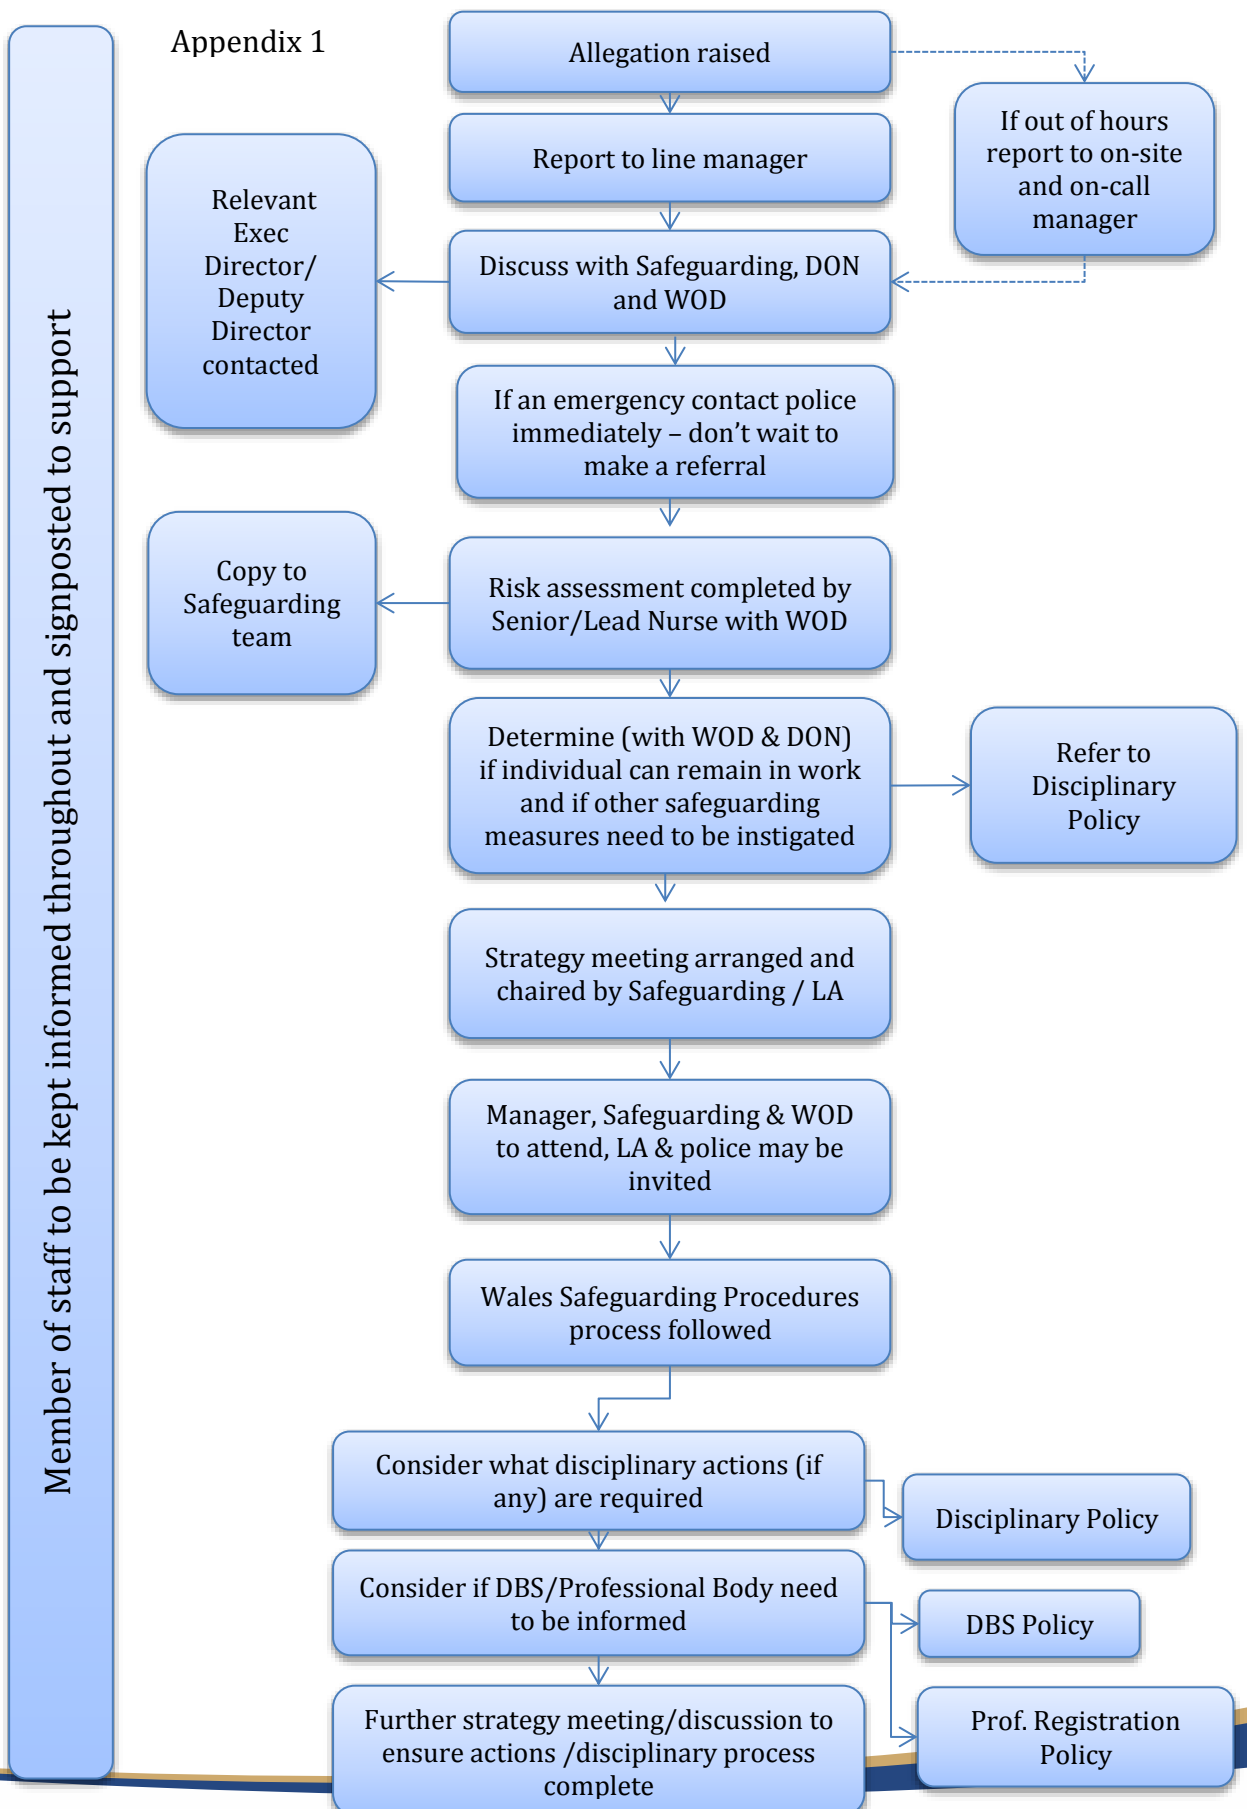 Appendix 1
Member of staff to be kept informed throughout and signposted to support
Allegation raised
If out of hours
report to on-site
and on-call
manager
Report to line manager
Relevant
Exec
Director/
Deputy
Director
contacted
Discuss with Safeguarding, DON
and WOD
If an emergency contact police
immediately – don’t wait to
make a referral
Copy to
Safeguarding
team
Risk assessment completed by
Senior/Lead Nurse with WOD
Determine (with WOD & DON)
if individual can remain in work
and if other safeguarding
measures need to be instigated
Refer to
Disciplinary
Policy
Strategy meeting arranged and
chaired by Safeguarding / LA
Manager, Safeguarding & WOD
to attend, LA & police may be
invited
Wales Safeguarding Procedures
process followed
Consider what disciplinary actions (if
any) are required
Disciplinary Policy
Consider if DBS/Professional Body need
to be informed
DBS Policy
Prof. Registration
Policy
Further strategy meeting/discussion to
ensure actions /disciplinary process
complete